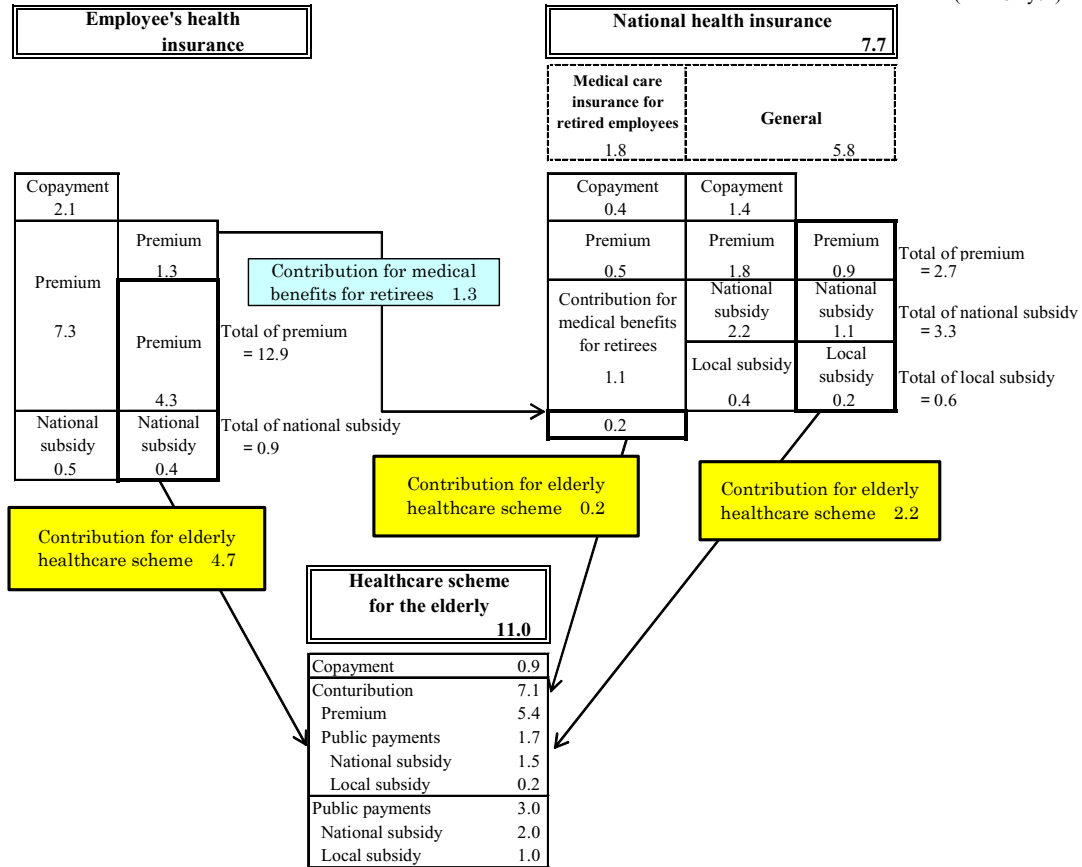 Employee's health
insurance
National health insurance
7.7
Medical care
insurance for
retired employees
1.8
General
5.8
Copayment
2.1
Premium
7.3
National
subsidy
0.5
Premium
1.3
Premium
4.3
National
subsidy
0.4
Total of premium
= 12.9
Total of national subsidy
= 0.9
Contribution for medical
benefits for retirees 1.3
Copayment
0.4
Premium
0.5
Contribution for
medical benefits
for retirees
1.1
0.2
Copayment
1.4
Premium
1.8
National
subsidy
2.2
Local subsidy
0.4
Premium
0.9
National
subsidy
1.1
Local
subsidy
0.2
Total of premium
= 2.7
Total of national subsidy
= 3.3
Total of local subsidy
= 0.6
Contribution for elderly
healthcare scheme 4.7
Contribution for elderly
healthcare scheme 0.2
Contribution for elderly
healthcare scheme 2.2
Healthcare scheme
for the elderly
11.0
Copayment 0.9
Conturibution 7.1
Premium 5.4
Public payments 1.7
National subsidy 1.5
Local subsidy 0.2
Public payments 3.0
National subsidy 2.0
Local subsidy 1.0